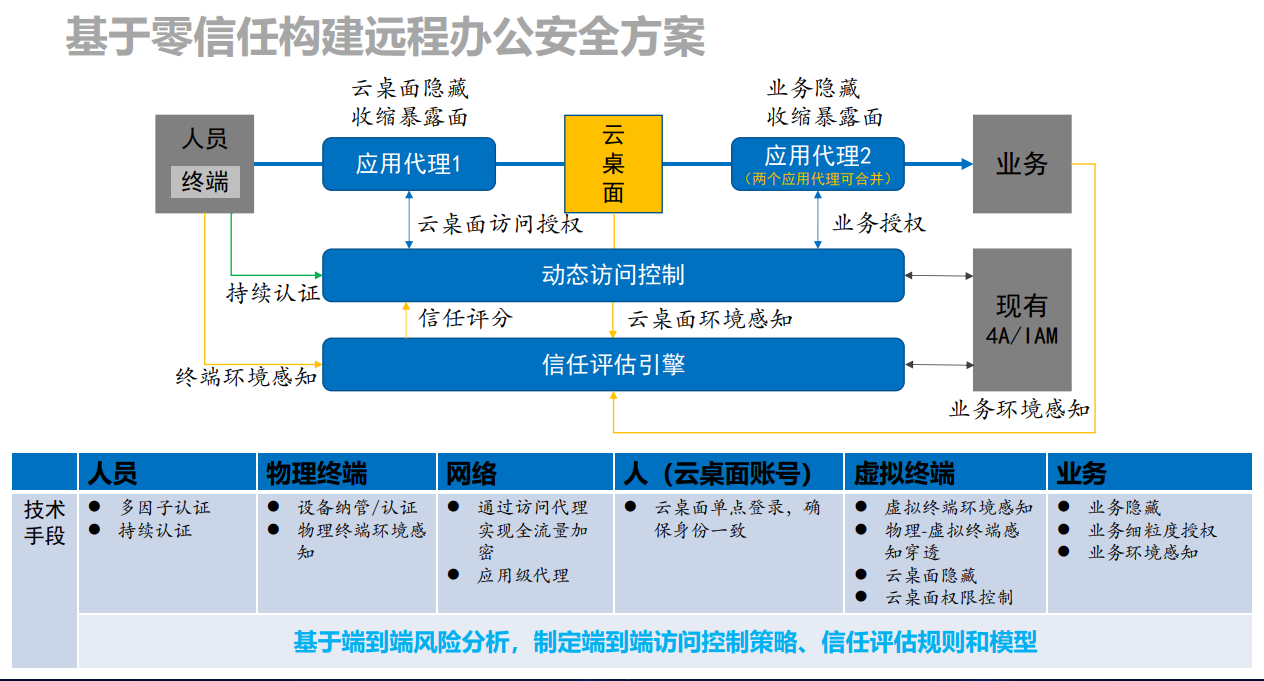 基于零信任构建远程办公安全方案
云桌面隐藏
收缩暴露面
业务隐藏
收缩暴露面
人员
终端
应用代理1
云
桌
面
应用代理2
（两个应用代理可合并）
业务
云桌面访问授权
业务授权
动态访问控制
持续认证
信任评分
云桌面环境感知
现有
4A/IAM
信任评估引擎
终端环境感知
业务环境感知
人员
物理终端
网络
人（云桌面账号）
虚拟终端
业务
技术
手段
● 多因子认证
● 持续认证
● 设备纳管/认证
● 物理终端环境感
知
● 通过访问代理
实现全流量加
密
● 应用级代理
● 云桌面单点登录，确
保身份一致
● 虚拟终端环境感知
● 物理-虚拟终端感
知穿透
● 云桌面隐藏
● 云桌面权限控制
● 业务隐藏
● 业务细粒度授权
● 业务环境感知
基于端到端风险分析，制定端到端访问控制策略、信任评估规则和模型